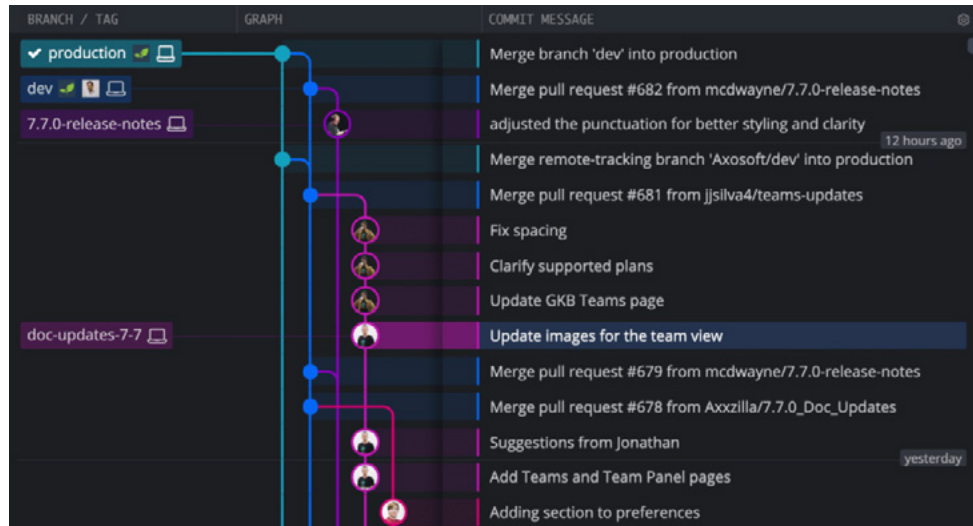 BRANCH / TAG GRAPH COMMIT MESSAGE
production Merge branch 'dev' into production
dev Merge pull request #682 from mcdwayne/7.7.0-release-notes
7.7.0-release-notes adjusted the punctuation for better styling and clarity
12 hours ago
Merge remote-tracking branch 'Axosoft/dev' into production
Merge pull request #681 from jjsilva4/teams-updates
Fix spacing
Clarify supported plans
Update GKB Teams page
doc-updates-7-7 Update images for the team view
Merge pull request #679 from mcdwayne/7.7.0-release-notes
Merge pull request #678 from Axxzilla/7.7.0_Doc_Updates
Suggestions from Jonathan
yesterday
Add Teams and Team Panel pages
Adding section to preferences